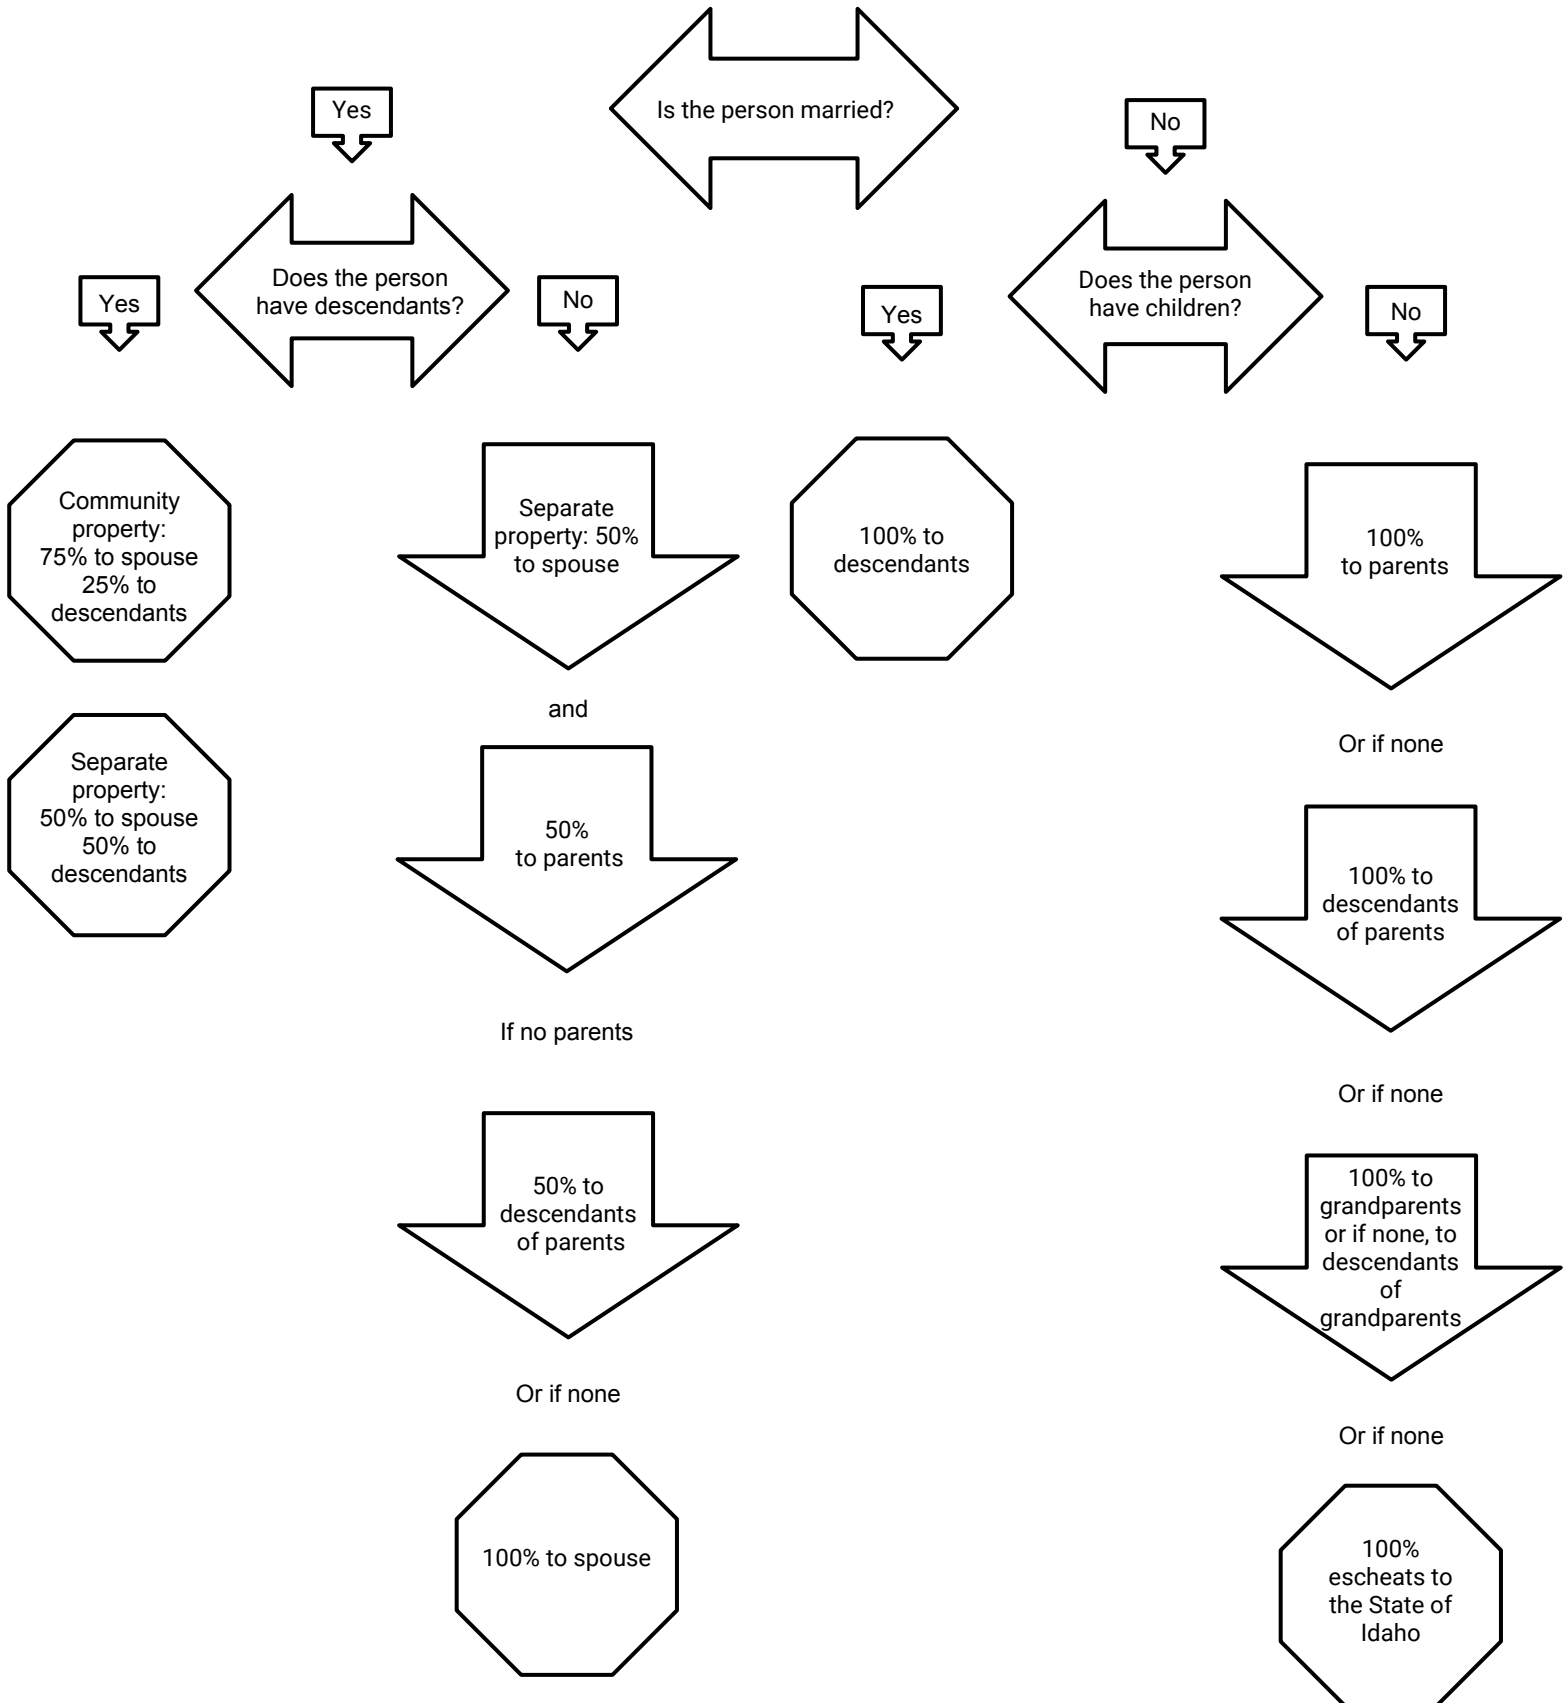 Is the person married?
Yes
No
Does the person
have descendants?
Does the person
have children?
Yes
No
Yes
No
Community
property:
75% to spouse
25% to
descendants
Separate
property:
50% to spouse
50% to
descendants
Separate
property: 50%
to spouse
and
50%
to parents
If no parents
50% to
descendants
of parents
Or if none
100% to spouse
100% to
descendants
100%
to parents
Or if none
100% to
descendants
of parents
Or if none
100% to
grandparents
or if none, to
descendants
of
grandparents
Or if none
100%
escheats to
the State of
Idaho